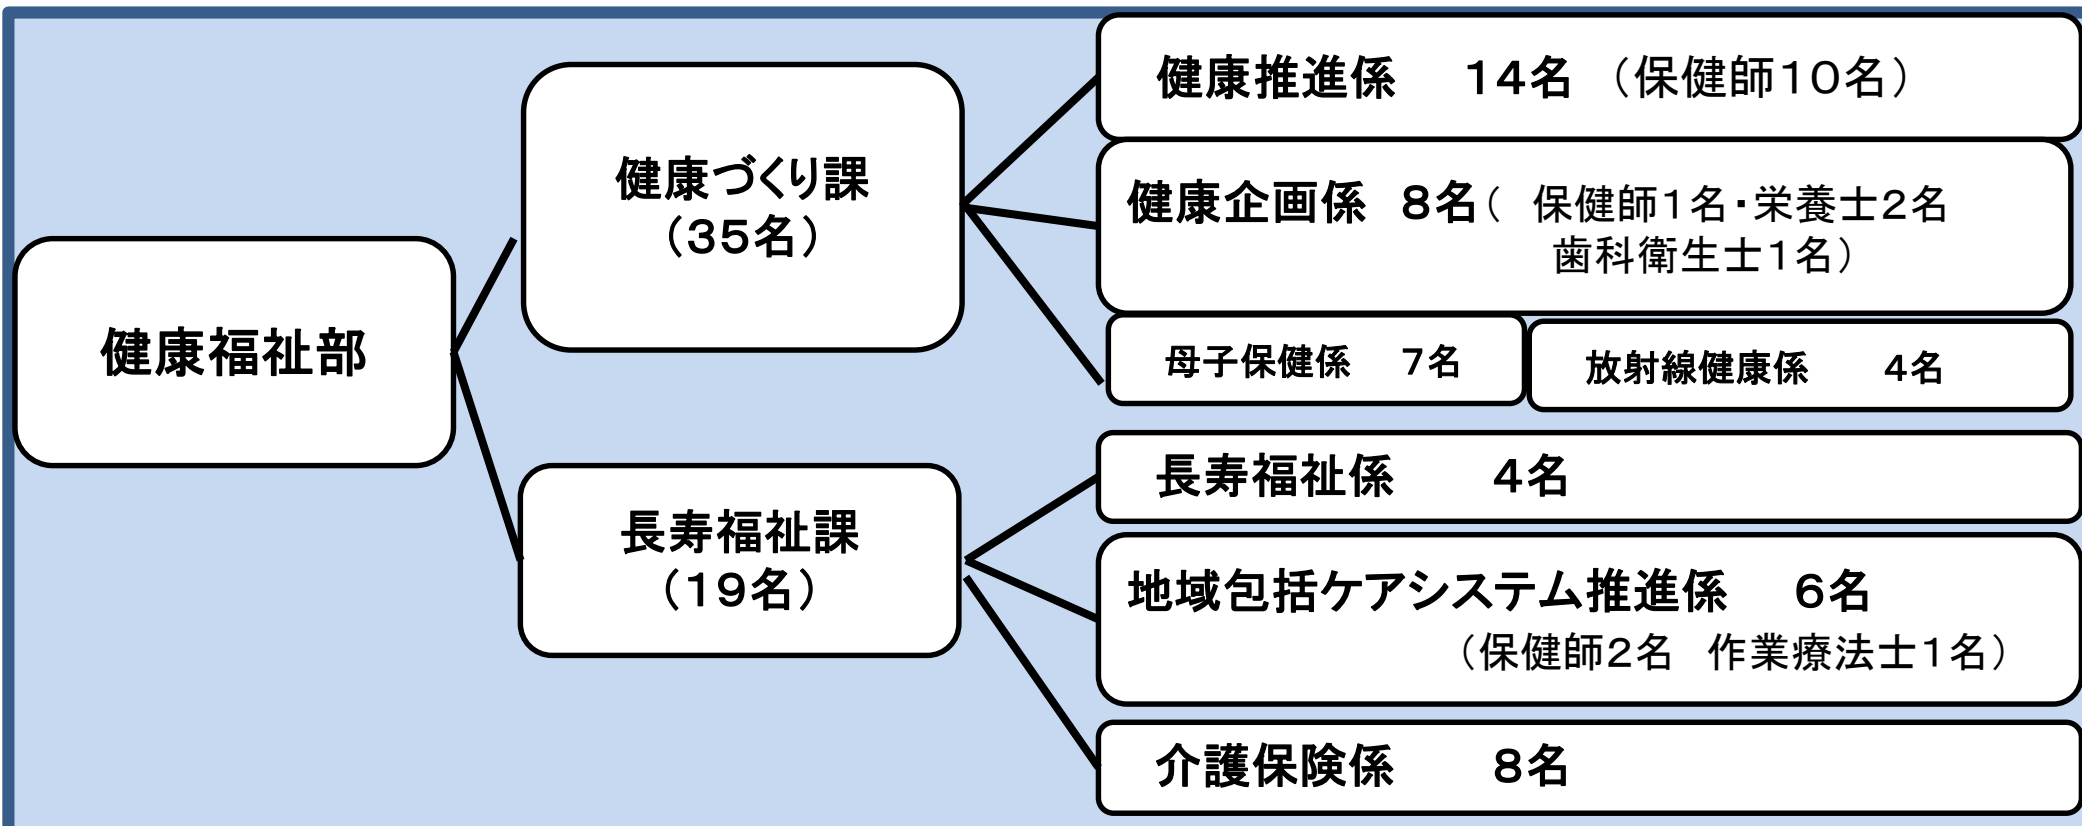 健康福祉部
健康づくり課
（35名）
健康推進係　14名（保健師10名）
健康企画係　8名（　保健師1名・栄養士2名
歯科衛生士1名）
母子保健係　7名
放射線健康係　4名
長寿福祉課
（19名）
長寿福祉係　4名
地域包括ケアシステム推進係　6名
（保健師2名　作業療法士1名）
介護保険係　8名